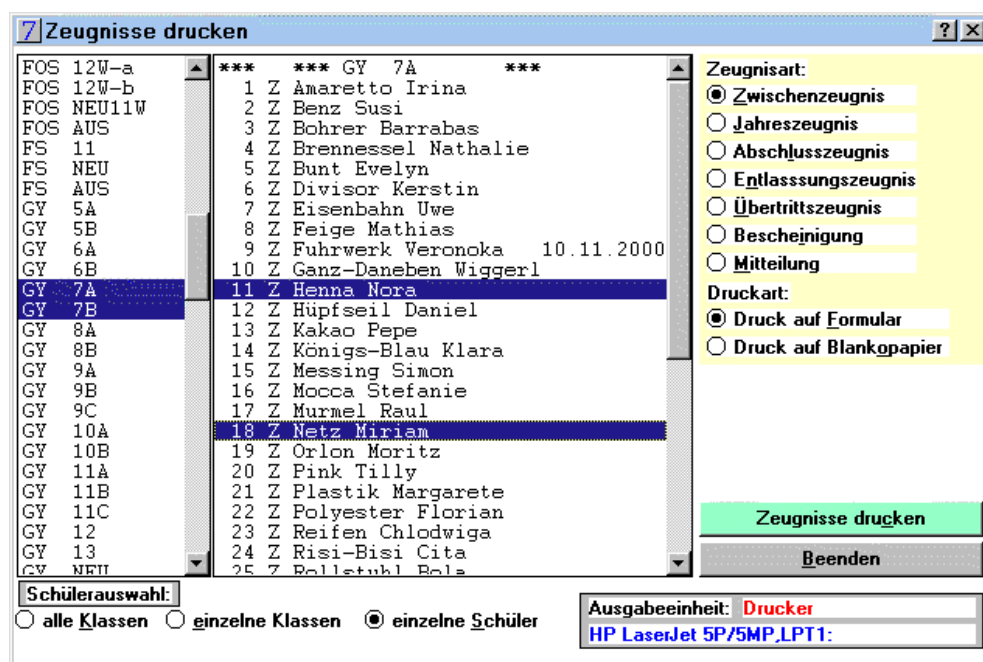 7 Zeugnisse drucken
FOS 12W-a
FOS 12W-b
FOS NEU11W
FOS AUS
FS 11
FS NEU
FS AUS
GY 5A
GY 5B
GY 6A
GY 6B
GY 7A
GY 7B
GY 8A
GY 8B
GY 9A
GY 9B
GY 9C
GY 10A
GY 10B
GY 11A
GY 11B
GY 11C
GY 12
GY 13
GY NEU
*** *** GY 7A ***
1 Z Amaretto Irina
2 Z Benz Susi
3 Z Bohrer Barrabas
4 Z Brennessel Nathalie
5 Z Bunt Evelyn
6 Z Divisor Kerstin
7 Z Eisenbahn Uwe
8 Z Feige Mathias
9 Z Fuhrwerk Veronoka 10.11.2000
10 Z Ganz-Daneben Wiggerl
11 Z Henna Nora
12 Z Hüpfseil Daniel
13 Z Kakao Pepe
14 Z Königs-Blau Klara
15 Z Messing Simon
16 Z Mocca Stefanie
17 Z Murmel Raul
18 Z Netz Miriam
19 Z Orlon Moritz
20 Z Pink Tilly
21 Z Plastik Margarete
22 Z Polyester Florian
23 Z Reifen Chlodwiga
24 Z Risi-Bisi Cita
25 Z Rollstuhl
Zeugnisart:
Zwischenzeugnis
Jahreszeugnis
Abschlusszeugnis
Entlasssungszeugnis
Übertrittszeugnis
Bescheinigung
Mitteilung
Druckart:
Druck auf Formular
Druck auf Blankopapier
Zeugnisse drucken
Beenden
Schülerauswahl:
alle Klassen einzelne Klassen einzelne Schüler
Ausgabeeinheit: Drucker
HP LaserJet 5P/5MP,LPT1: